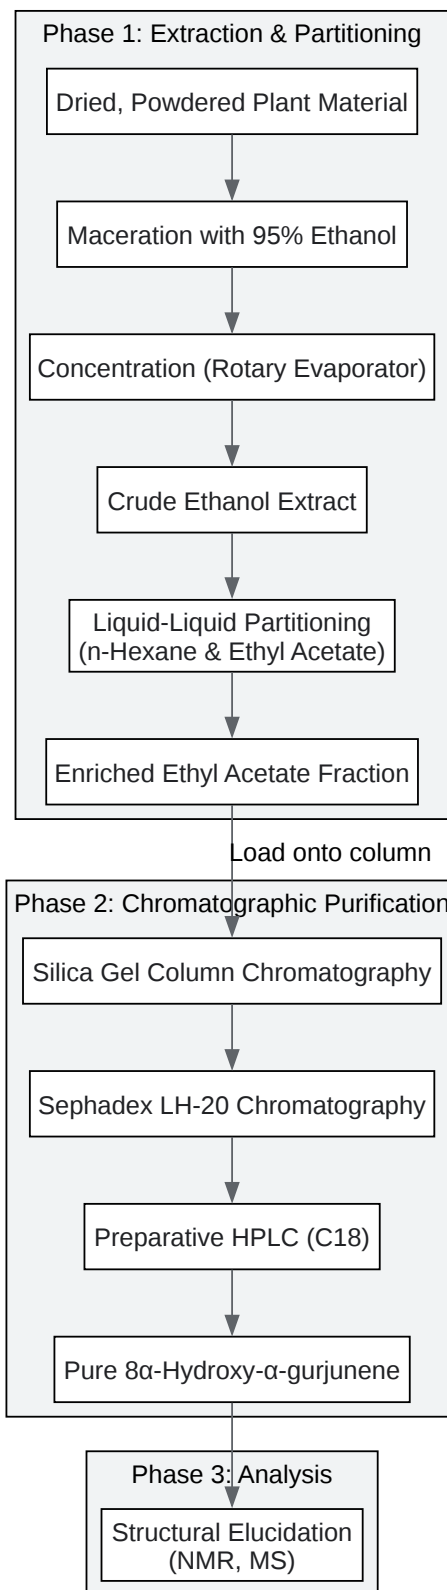 Phase 1: Extraction & Partitioning
Dried, Powdered Plant Material
Maceration with 95% Ethanol
Concentration (Rotary Evaporator)
Crude Ethanol Extract
Liquid-Liquid Partitioning
(n-Hexane & Ethyl Acetate)
Enriched Ethyl Acetate Fraction
Load onto column
Phase 2: Chromatographic Purification
Silica Gel Column Chromatography
Sephadex LH-20 Chromatography
Preparative HPLC (C18)
Pure 8α-Hydroxy-α-gurjunene
Phase 3: Analysis
Structural Elucidation
(NMR, MS)